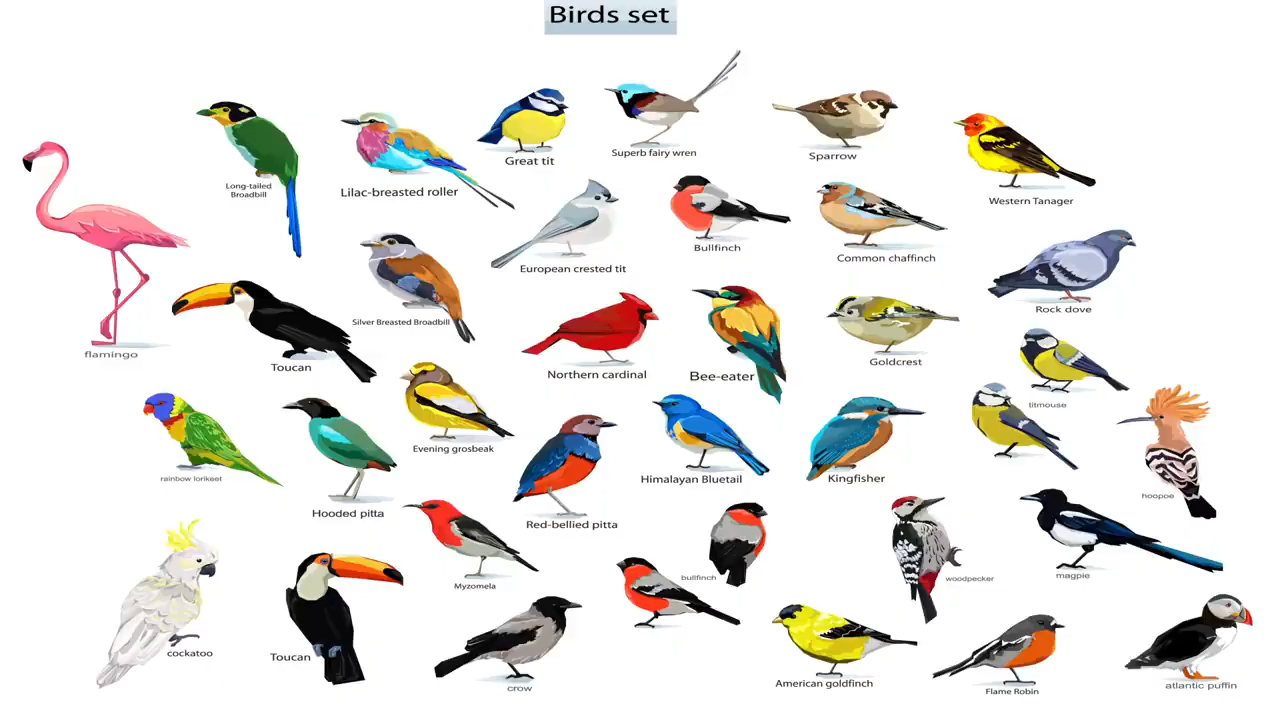 Birds set
Great tit
Superb fairy wren
Sparrow
Long-tailed
Broadbill
Lilac-breasted roller
Western Tanager
European crested tit
Bullfinch
Common chaffinch
Silver Breasted Broadbill
Rock dove
flamingo
Toucan
Northern cardinal
Bee-eater
Goldcrest
titmouse
rainbow lorikeet
Evening grosbeak
Himalayan Bluetail
Kingfisher
hoopoe
Hooded pitta
Red-bellied pitta
Myzomela
bullfinch
woodpecker
magpie
cockatoo
Toucan
crow
American goldfinch
Flame Robin
atlantic puffin